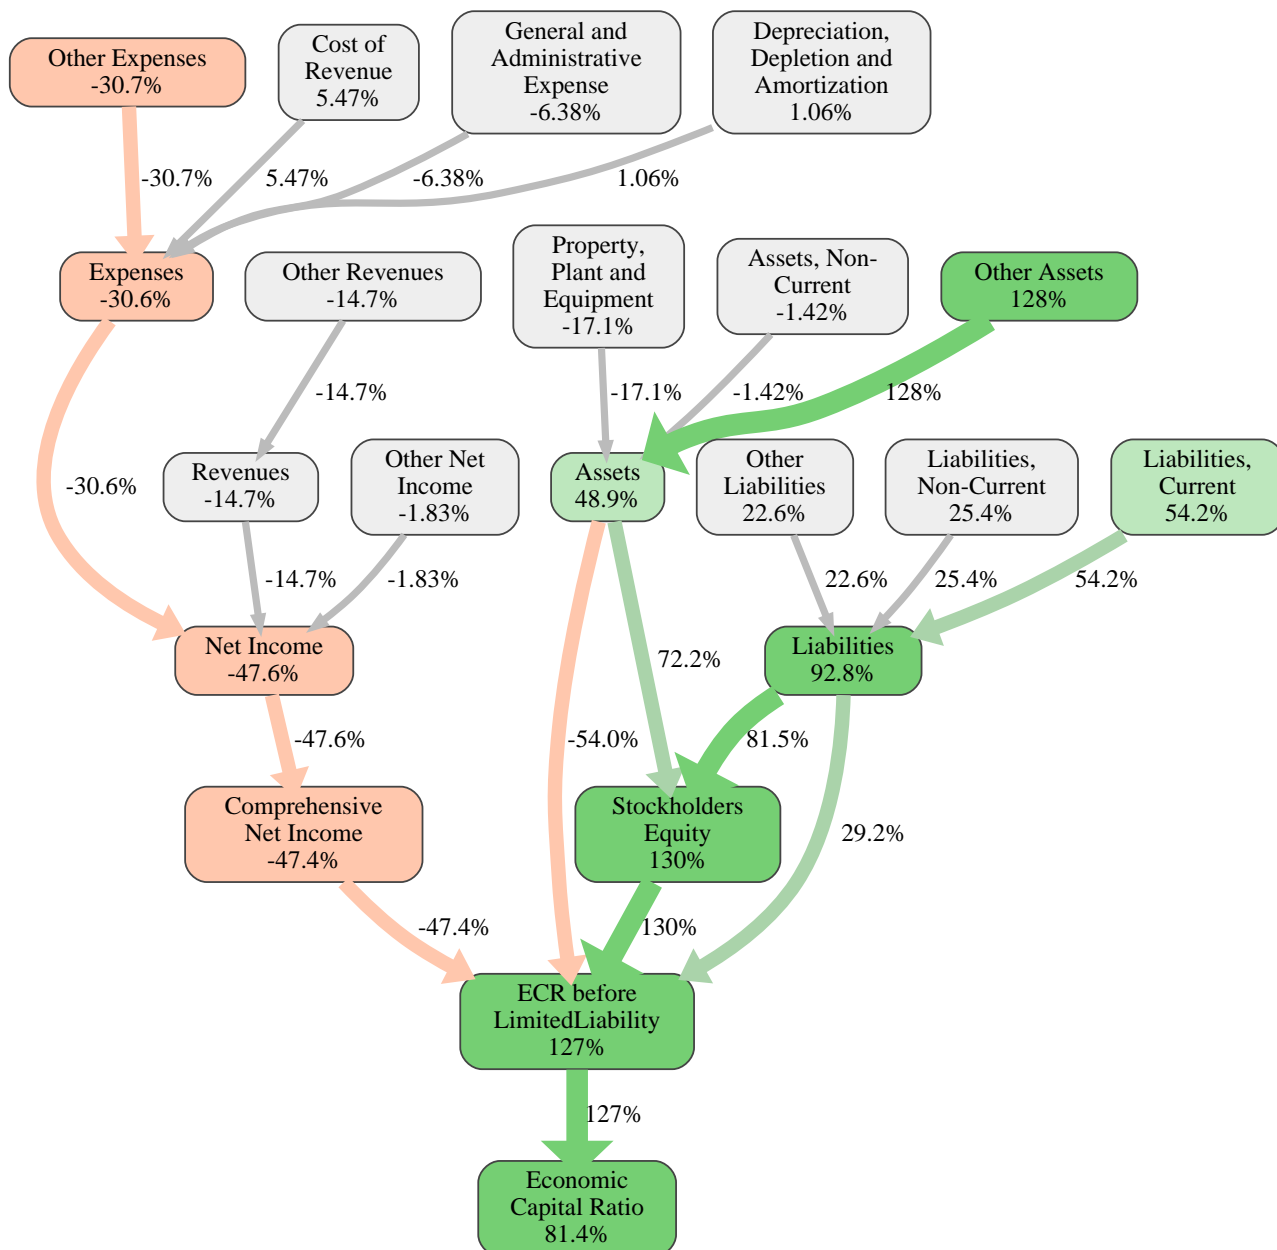 Other Expenses
-30.7%
Cost of
Revenue
5.47%
General and
Administrative
Expense
-6.38%
Depreciation,
Depletion and
Amortization
1.06%
-30.7%
5.47%
-6.38%
1.06%
Expenses
-30.6%
Other Revenues
-14.7%
Property,
Plant and
Equipment
-17.1%
Assets, Non-
Current
-1.42%
Other Assets
128%
-14.7%
-17.1%
-1.42%
128%
-30.6%
Revenues
-14.7%
Other Net
Income
-1.83%
Assets
48.9%
Other
Liabilities
22.6%
Liabilities,
Non-Current
25.4%
Liabilities,
Current
54.2%
-14.7%
-1.83%
22.6%
25.4%
54.2%
Net Income
-47.6%
72.2%
Liabilities
92.8%
-47.6%
-54.0%
81.5%
Comprehensive
Net Income
-47.4%
Stockholders
Equity
130%
29.2%
-47.4%
130%
ECR before
LimitedLiability
127%
127%
Economic
Capital Ratio
81.4%